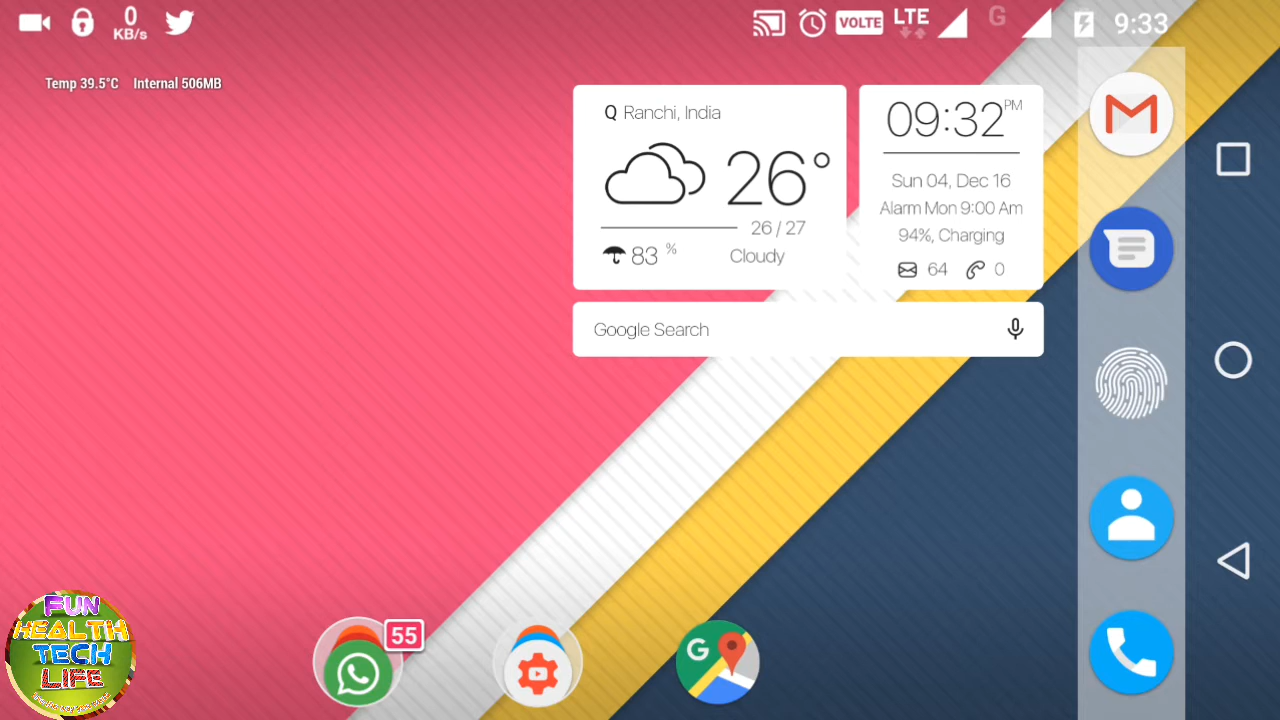 0
KB/s
VOLTE
LTE
G
9:33
Temp 39.5°C Internal 506MB
Ranchi, India
26°
26 / 27
83 %
Cloudy
09:32 PM
Sun 04, Dec 16
Alarm Mon 9:00 Am
94%, Charging
64 0
Google Search
55
G
FUN
HEALTH
TECH
LIFE